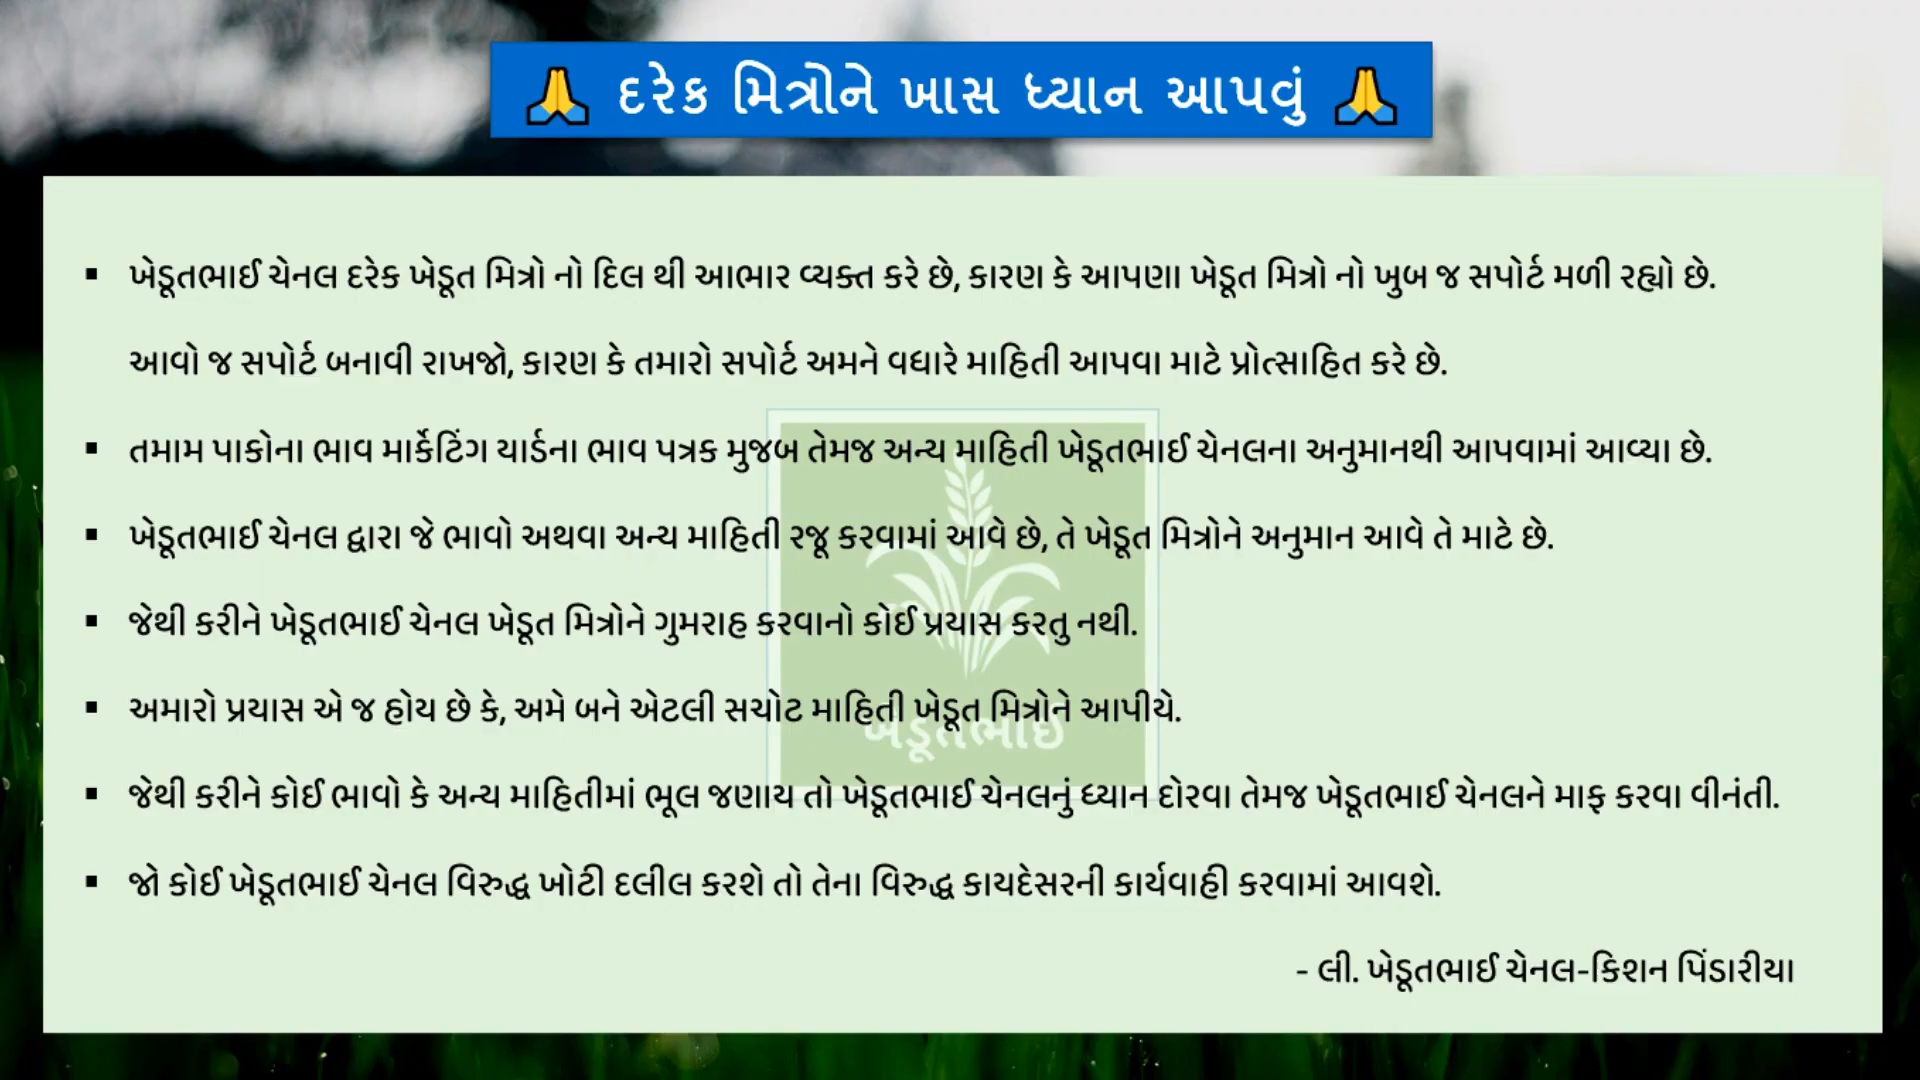 🙏 દરેક મિત્રોને ખાસ ધ્યાન આપવું 🙏
▪ ખેડૂતભાઈ ચેનલ દરેક ખેડૂત મિત્રો નો દિલ થી આભાર વ્યક્ત કરે છે, કારણ કે આપણા ખેડૂત મિત્રો નો ખુબ જ સપોર્ટ મળી રહ્યો છે.
આવો જ સપોર્ટ બનાવી રાખજો, કારણ કે તમારો સપોર્ટ અમને વધારે માહિતી આપવા માટે પ્રોત્સાહિત કરે છે.
▪ તમામ પાકોના ભાવ માર્કેટિંગ યાર્ડના ભાવ પત્રક મુજબ તેમજ અન્ય માહિતી ખેડૂતભાઈ ચેનલના અનુમાનથી આપવામાં આવ્યા છે.
▪ ખેડૂતભાઈ ચેનલ દ્વારા જે ભાવો અથવા અન્ય માહિતી રજૂ કરવામાં આવે છે, તે ખેડૂત મિત્રોને અનુમાન આવે તે માટે છે.
▪ જેથી કરીને ખેડૂતભાઈ ચેનલ ખેડૂત મિત્રોને ગુમરાહ કરવાનો કોઈ પ્રયાસ કરતુ નથી.
▪ અમારો પ્રયાસ એ જ હોય છે કે, અમે બને એટલી સચોટ માહિતી ખેડૂત મિત્રોને આપીયે.
ખેડૂતભાઈ
▪ જેથી કરીને કોઈ ભાવો કે અન્ય માહિતીમાં ભૂલ જણાય તો ખેડૂતભાઈ ચેનલનું ધ્યાન દોરવા તેમજ ખેડૂતભાઈ ચેનલને માફ કરવા વીનંતી.
▪ જો કોઈ ખેડૂતભાઈ ચેનલ વિરુદ્ધ ખોટી દલીલ કરશે તો તેના વિરુદ્ધ કાયદેસરની કાર્યવાહી કરવામાં આવશે.
- લી. ખેડૂતભાઈ ચેનલ-કિશન પિંડારીયા